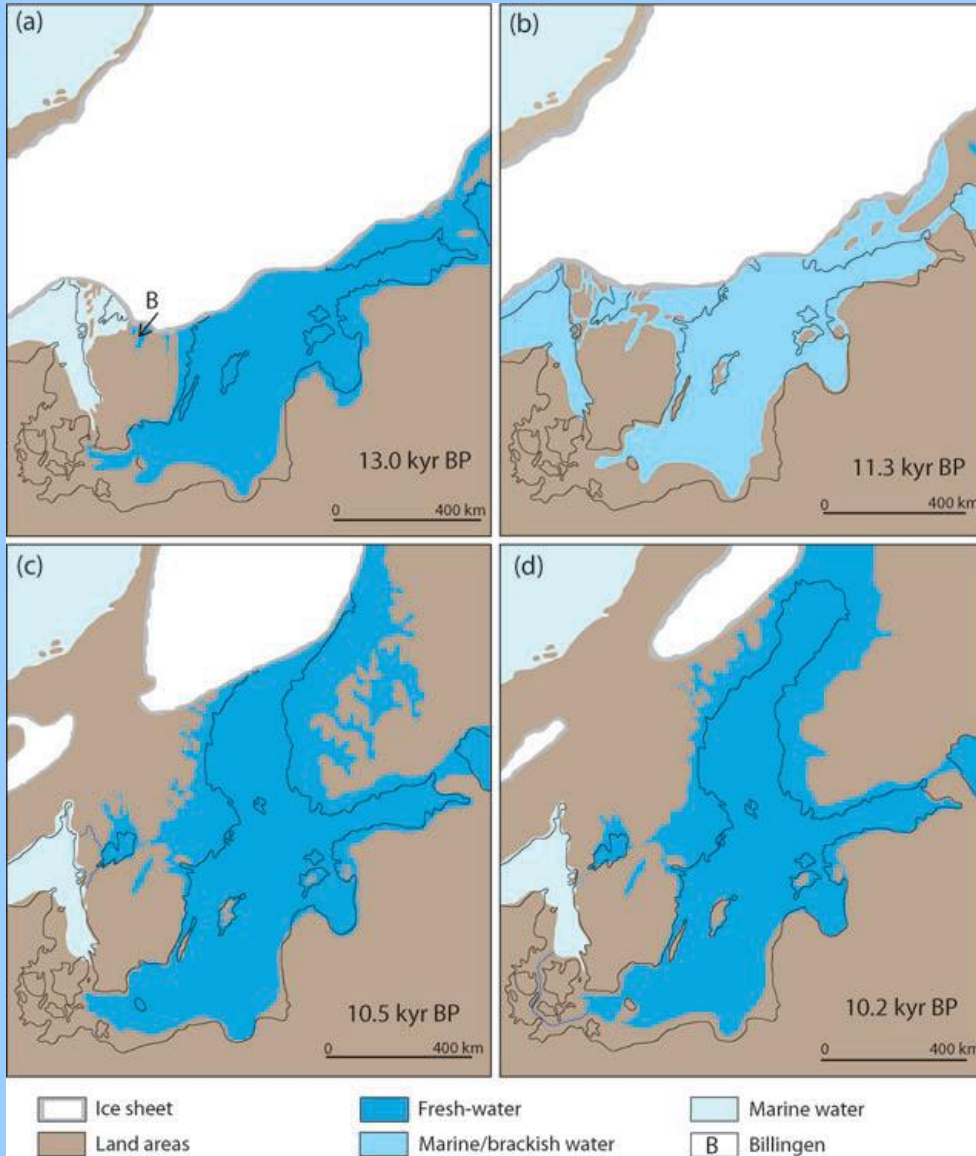 (a)
B
13.0 kyr BP
0 400 km
(b)
11.3 kyr BP
0 400 km
(c)
10.5 kyr BP
0 400 km
(d)
10.2 kyr BP
0 400 km
Ice sheet Fresh-water Marine water
Land areas Marine/brackish water B Billingen